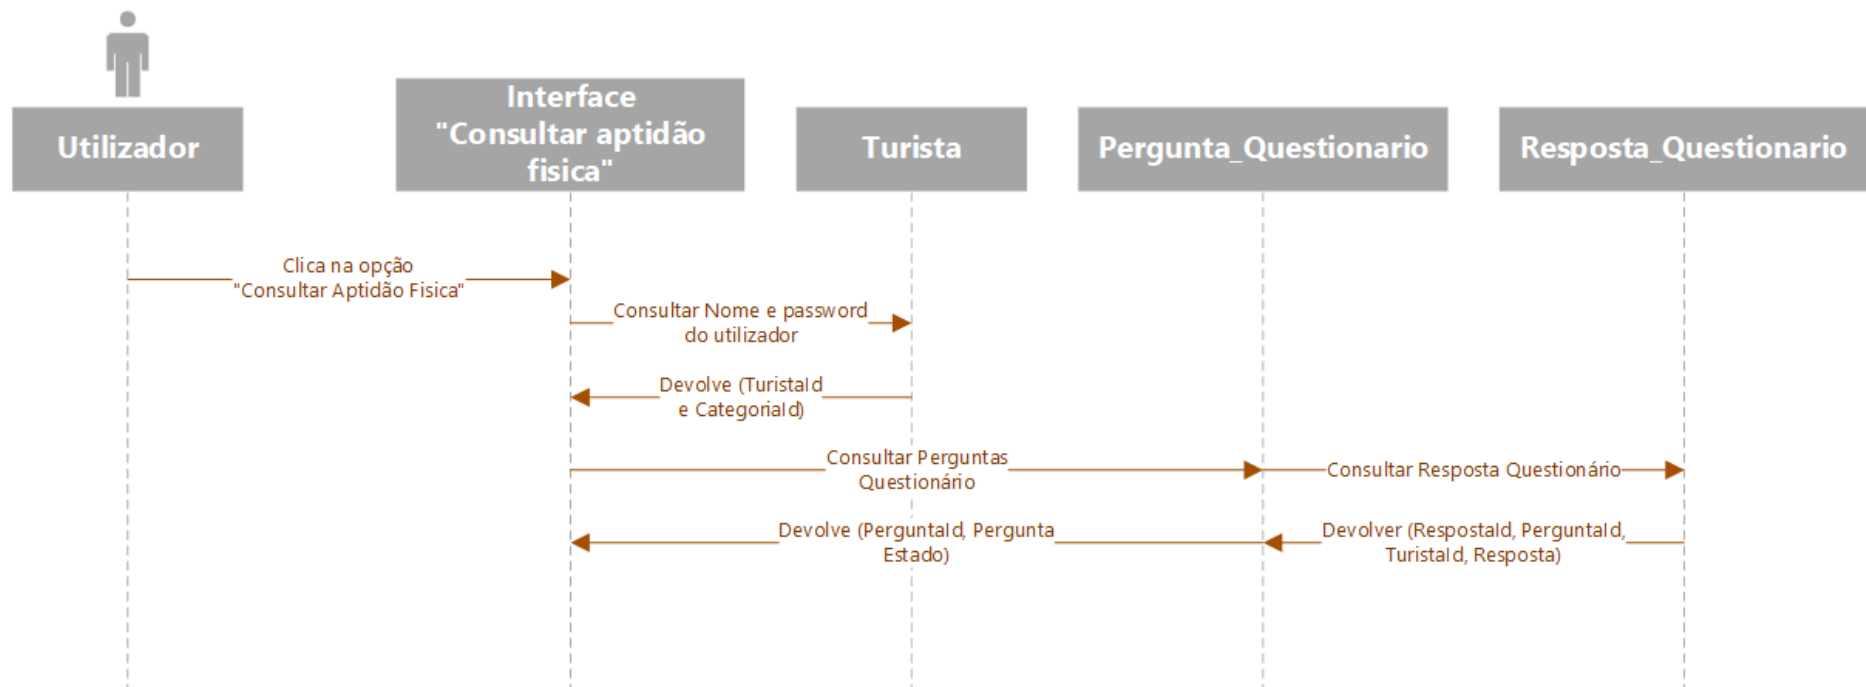 Utilizador
Interface
"Consultar aptidão
fisica"
Turista
Pergunta_Questionario
Resposta_Questionario
Clica na opção
"Consultar Aptidão Fisica"
Consultar Nome e password
do utilizador
Devolve (TuristaId
e CategoriaId)
Consultar Perguntas
Questionário
Consultar Resposta Questionário
Devolve (PerguntaId, Pergunta
Estado)
Devolver (RespostaId, PerguntaId,
TuristaId, Resposta)